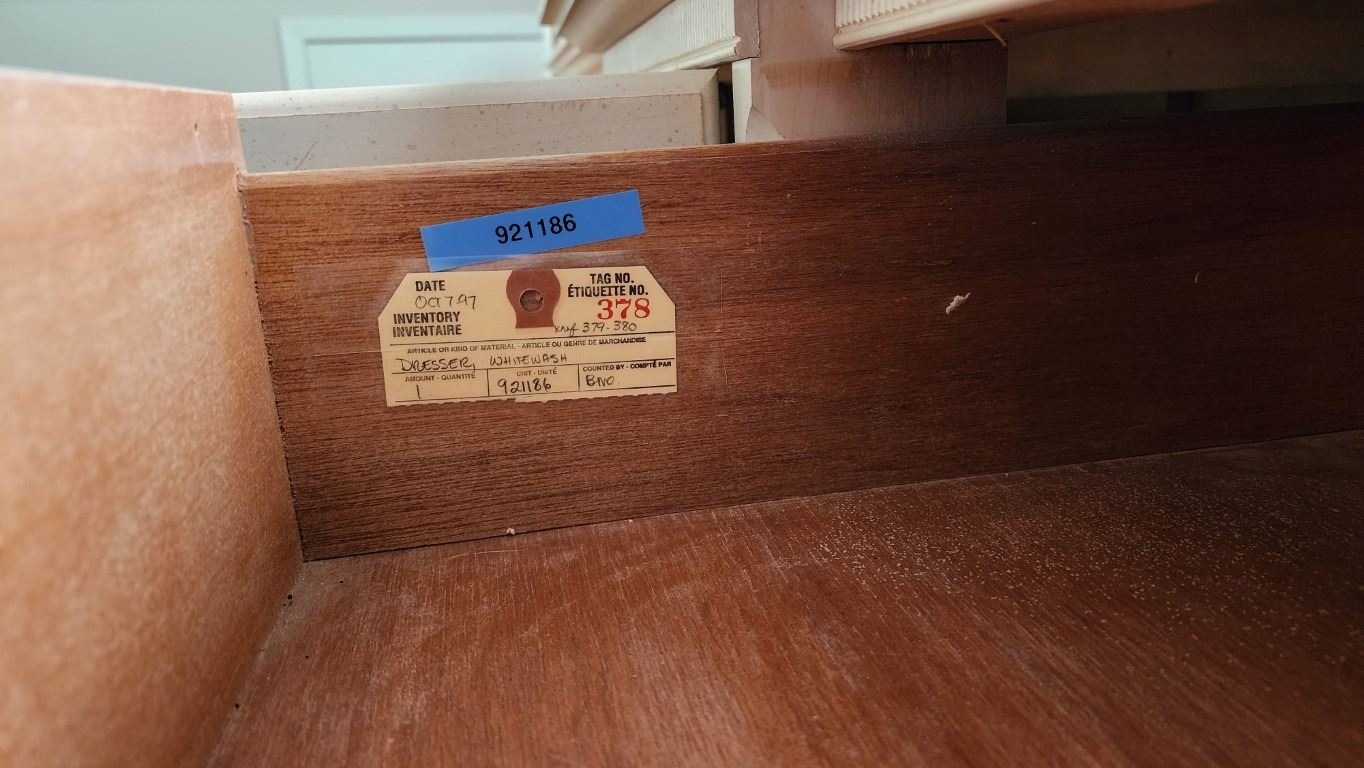 921186
DATE
OCT 7.97
TAG NO.
ÉTIQUETTE NO.
378
INVENTORY
INVENTAIRE
379-380
ARTICLE OR KIND OF MATERIAL - ARTICLE OU GENRE DE MARCHANDISE
DRESSER, WHITEWASH
AMOUNT - QUANTITÉ
1
UNIT - UNITÉ
921186
COUNTED BY - COMPTÉ PAR